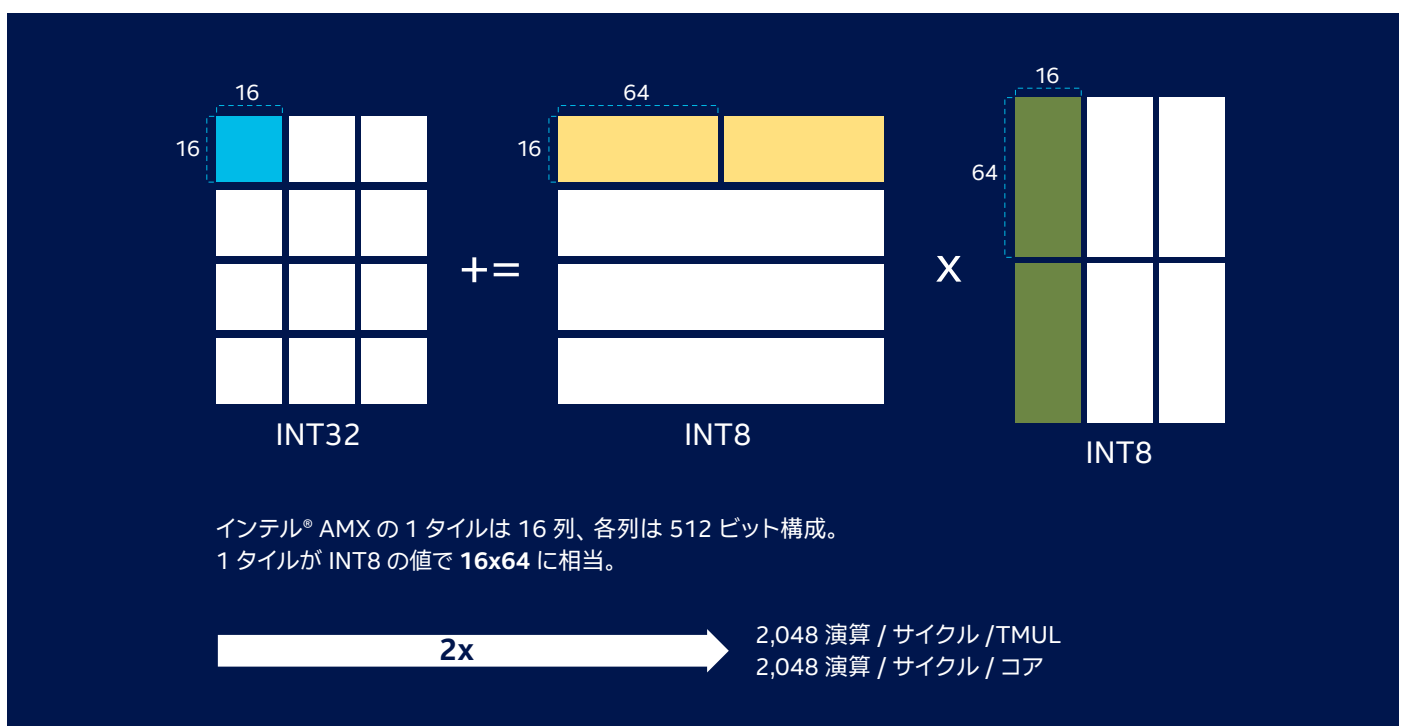 16
16
64
16
16
64
+=
x
INT32
INT8
INT8
インテル® AMX の 1 タイルは 16 列、各列は 512 ビット構成。
1 タイルが INT8 の値で 16x64 に相当。
2x
2,048 演算 / サイクル /TMUL
2,048 演算 / サイクル / コア